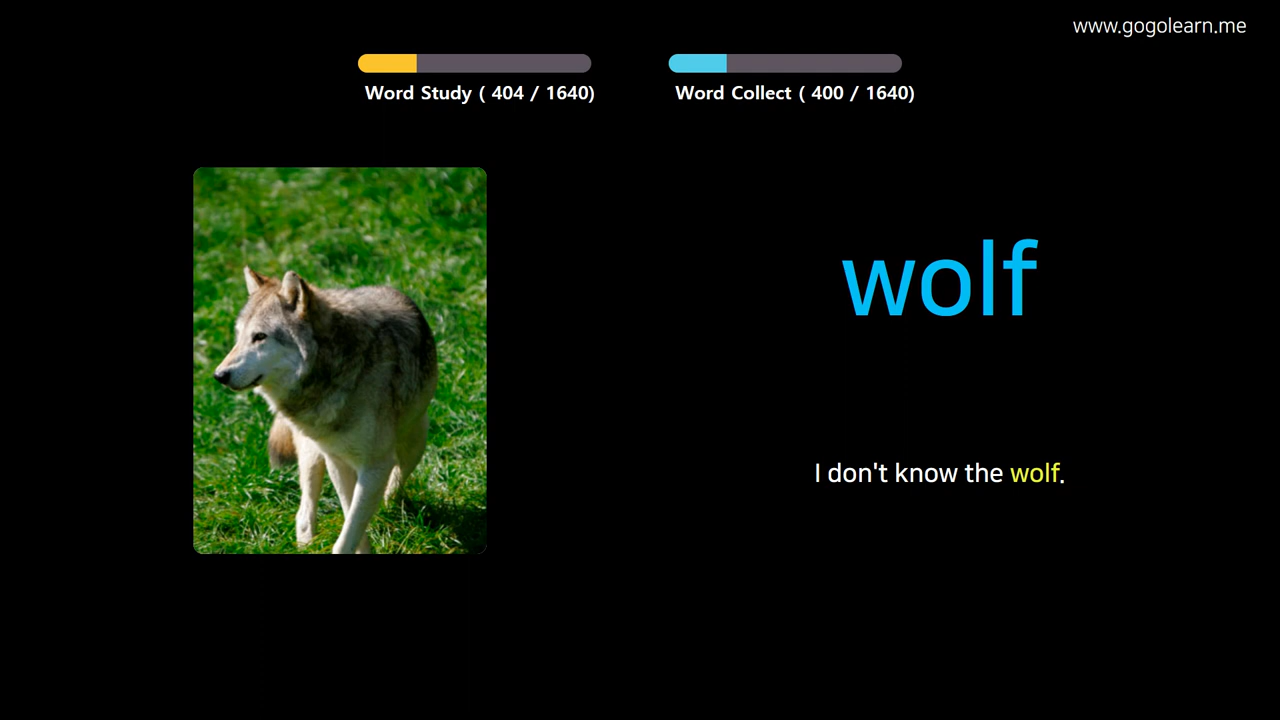 www.gogolearn.me
Word Study ( 404 / 1640)
Word Collect ( 400 / 1640)
wolf
I don't know the wolf.